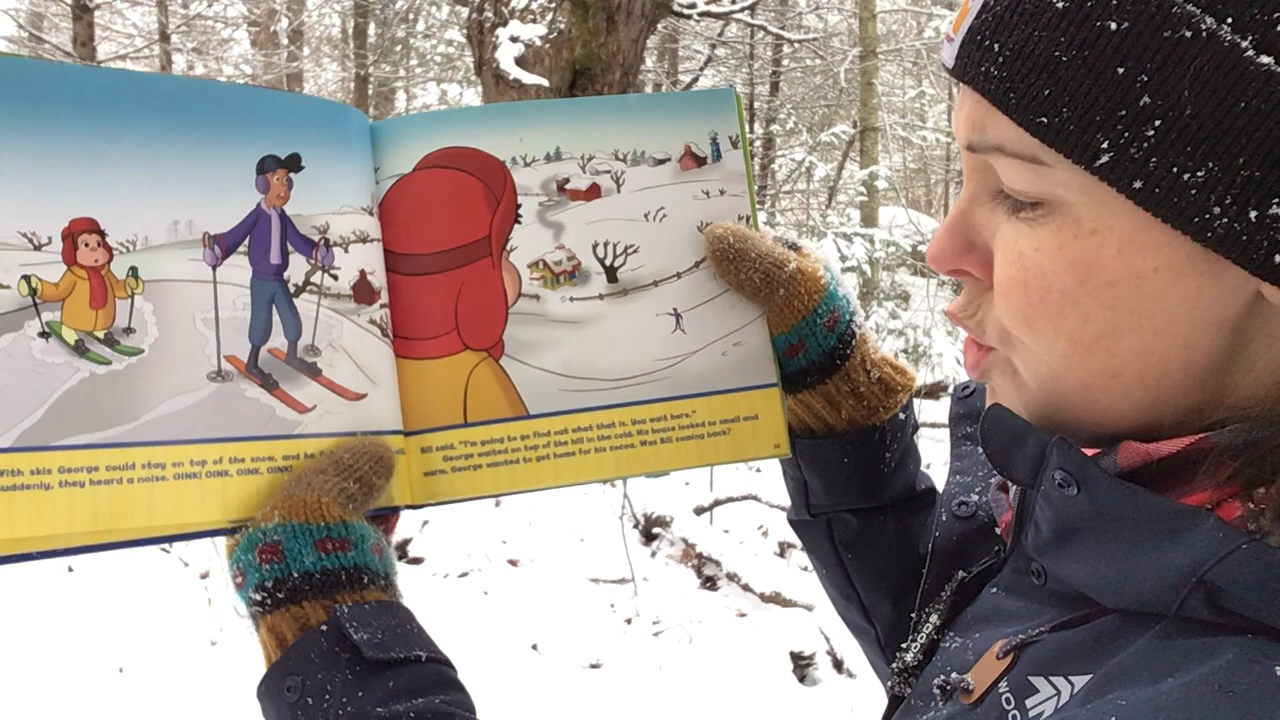 With skis George could stay on top of the snow, and he
Suddenly, they heard a noise. OINK! OINK, OINK, OINK!
Bill said, "I'm going to go find out what that is. You wait here."
George waited on top of the hill in the cold. His house looked so small and
warm. George wanted to get home for his cocoa. Was Bill coming back?
WOODS
WOO